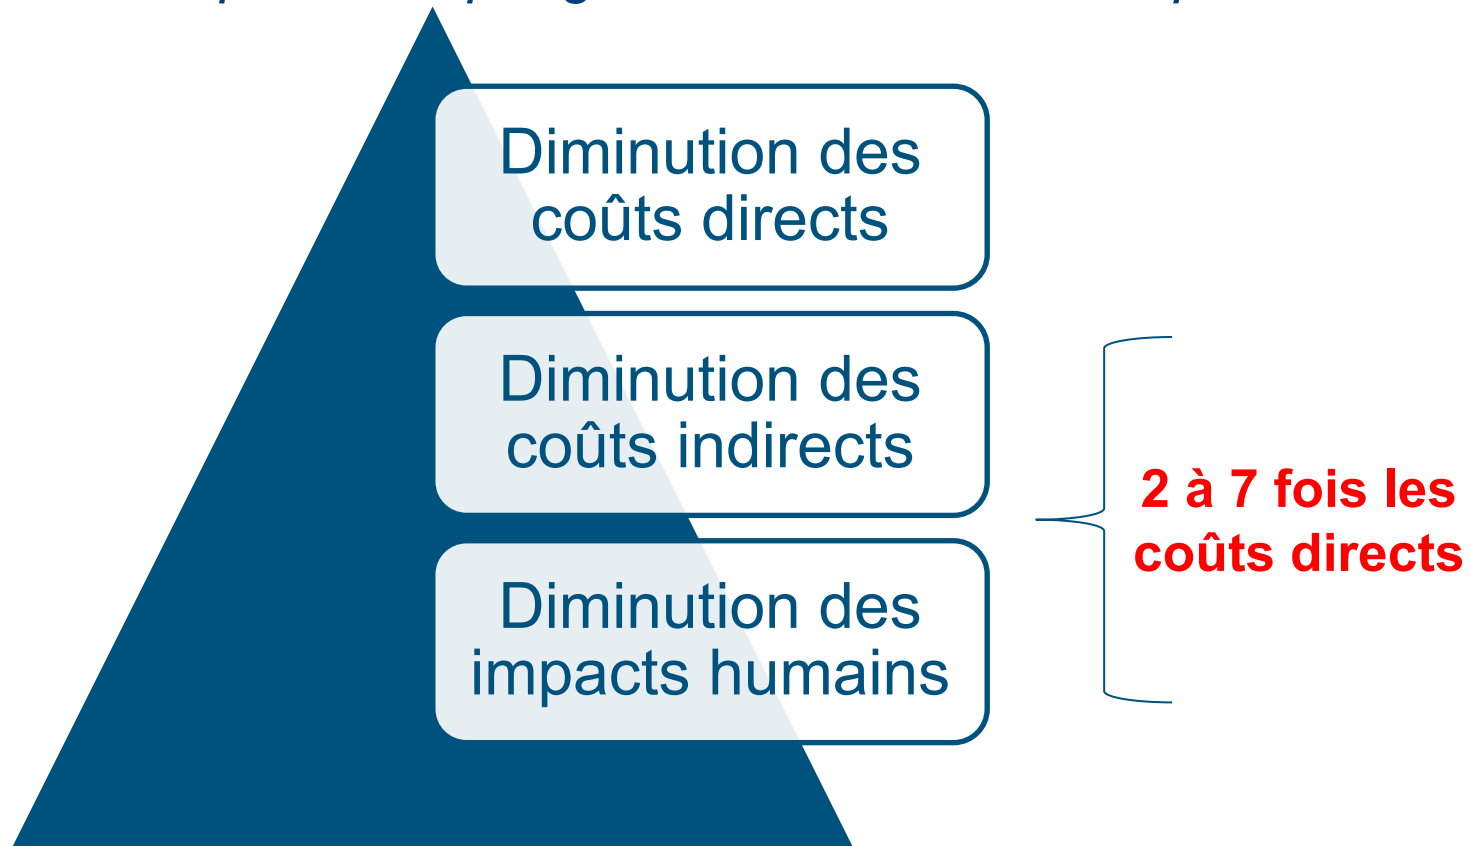 Diminution des
coûts directs
Diminution des
coûts indirects
Diminution des
impacts humains
2 à 7 fois les
coûts directs